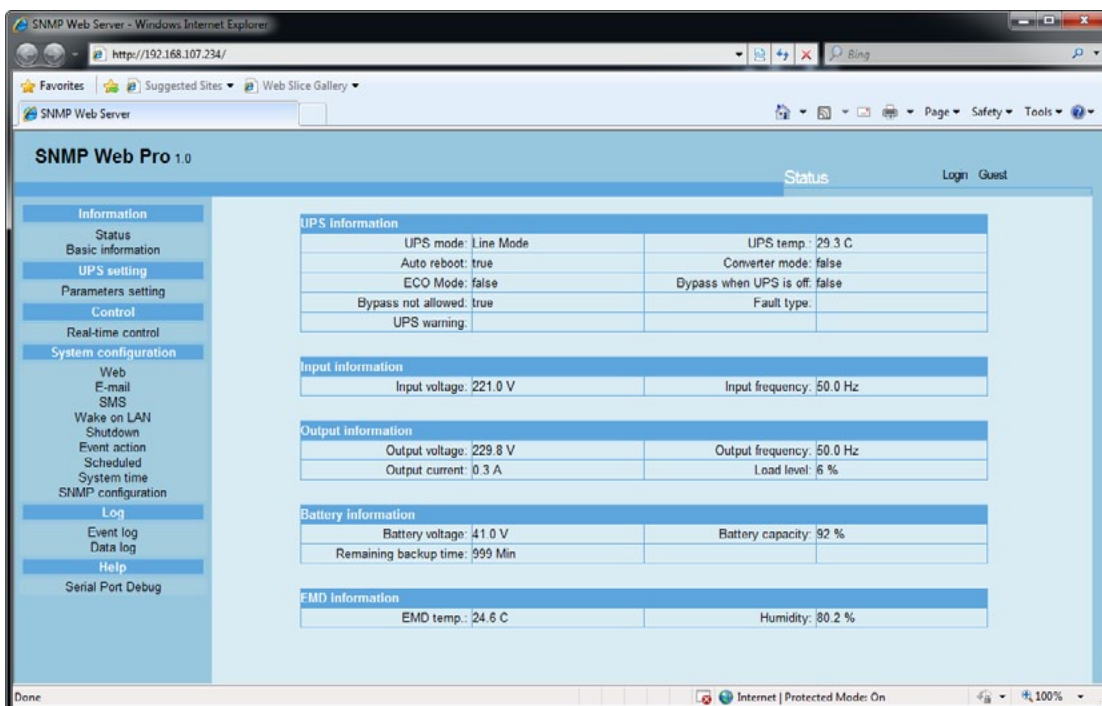 SNMP Web Server - Windows Internet Explorer
http://192.168.107.234/
Bing
Favorites Suggested Sites Web Slice Gallery
SNMP Web Server
Page Safety Tools
SNMP Web Pro 1.0
Status
Login Guest
Information
Status
Basic information
UPS setting
Parameters setting
Control
Real-time control
System configuration
Web
E-mail
SMS
Wake on LAN
Shutdown
Event action
Scheduled
System time
SNMP configuration
Log
Event log
Data log
Help
Serial Port Debug
UPS Information
UPS mode: Line Mode UPS temp.: 29.3 C
Auto reboot: true Converter mode: false
ECO Mode: false Bypass when UPS is off: false
Bypass not allowed: true Fault type:
UPS warning:
Input information
Input voltage: 221.0 V Input frequency: 50.0 Hz
Output information
Output voltage: 229.8 V Output frequency: 50.0 Hz
Output current: 0.3 A Load level: 6 %
Battery information
Battery voltage: 41.0 V Battery capacity: 92 %
Remaining backup time: 999 Min
EMD Information
EMD temp.: 24.6 C Humidity: 80.2 %
Done
Internet | Protected Mode: On
100%